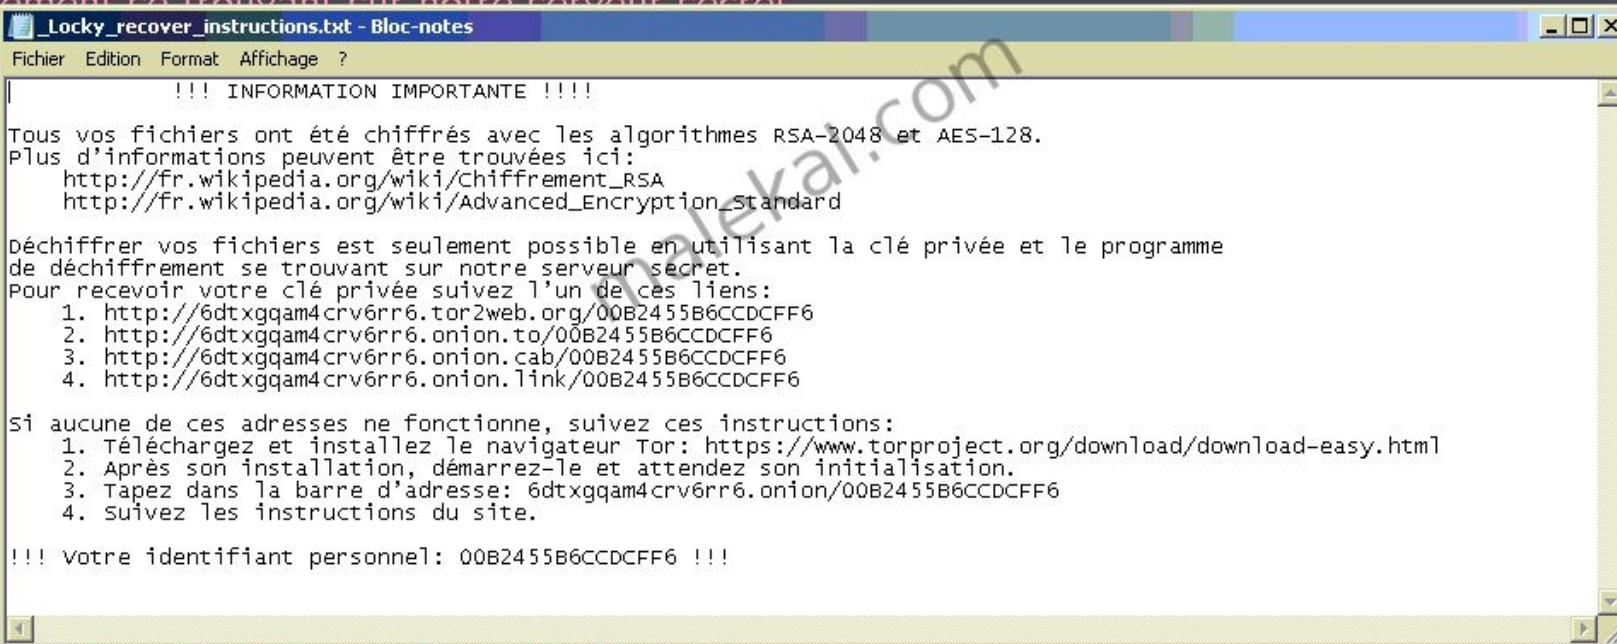 _Locky_recover_instructions.txt - Bloc-notes
Fichier Edition Format Affichage ?
!!! INFORMATION IMPORTANTE !!!!
Tous vos fichiers ont été chiffrés avec les algorithmes RSA-2048 et AES-128.
Plus d'informations peuvent être trouvées ici:
http://fr.wikipedia.org/wiki/Chiffrement_RSA
http://fr.wikipedia.org/wiki/Advanced_Encryption_Standard
Déchiffrer vos fichiers est seulement possible en utilisant la clé privée et le programme
de déchiffrement se trouvant sur notre serveur secret.
Pour recevoir votre clé privée suivez l'un de ces liens:
1. http://6dtxgqam4crv6rr6.tor2web.org/00B2455B6CCDCFF6
2. http://6dtxgqam4crv6rr6.onion.to/00B2455B6CCDCFF6
3. http://6dtxgqam4crv6rr6.onion.cab/00B2455B6CCDCFF6
4. http://6dtxgqam4crv6rr6.onion.link/00B2455B6CCDCFF6
Si aucune de ces adresses ne fonctionne, suivez ces instructions:
1. Téléchargez et installez le navigateur Tor: https://www.torproject.org/download/download-easy.html
2. Après son installation, démarrez-le et attendez son initialisation.
3. Tapez dans la barre d'adresse: 6dtxgqam4crv6rr6.onion/00B2455B6CCDCFF6
4. Suivez les instructions du site.
!!! Votre identifiant personnel: 00B2455B6CCDCFF6 !!!
malekal.com